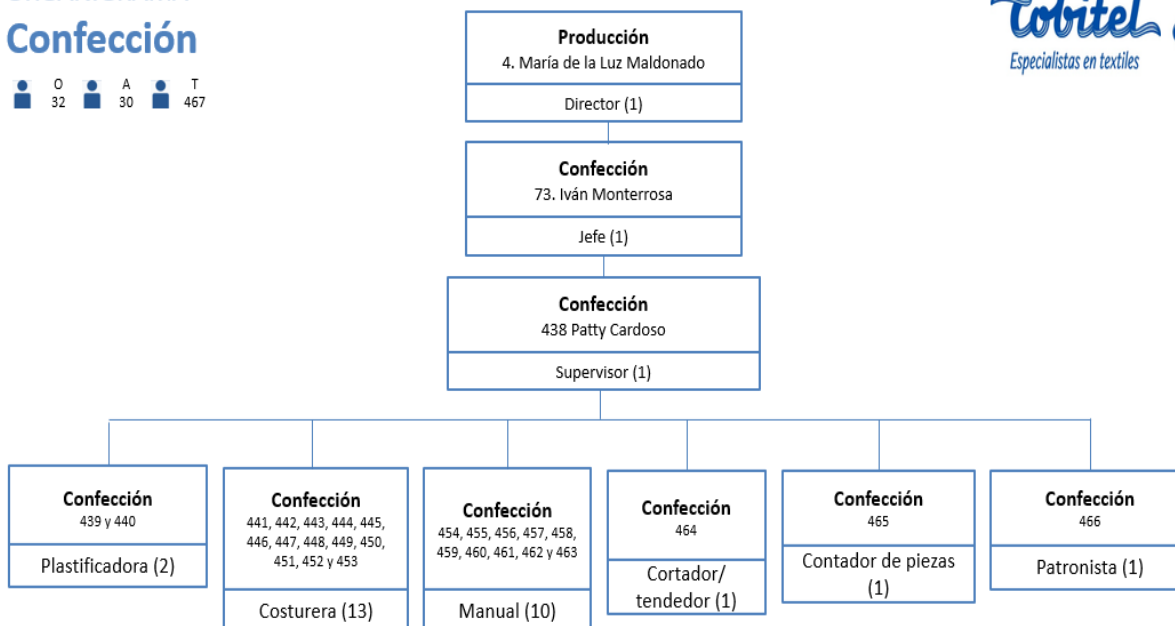 Confección
O
32
A
30
T
467
Cobitel
Especialistas en textiles
Producción
4. María de la Luz Maldonado
Director (1)
Confección
73. Iván Monterrosa
Jefe (1)
Confección
438 Patty Cardoso
Supervisor (1)
Confección
439 y 440
Plastificadora (2)
Confección
441, 442, 443, 444, 445,
446, 447, 448, 449, 450,
451, 452 y 453
Costurera (13)
Confección
454, 455, 456, 457, 458,
459, 460, 461, 462 y 463
Manual (10)
Confección
464
Cortador/
tendedor (1)
Confección
465
Contador de piezas
(1)
Confección
466
Patronista (1)